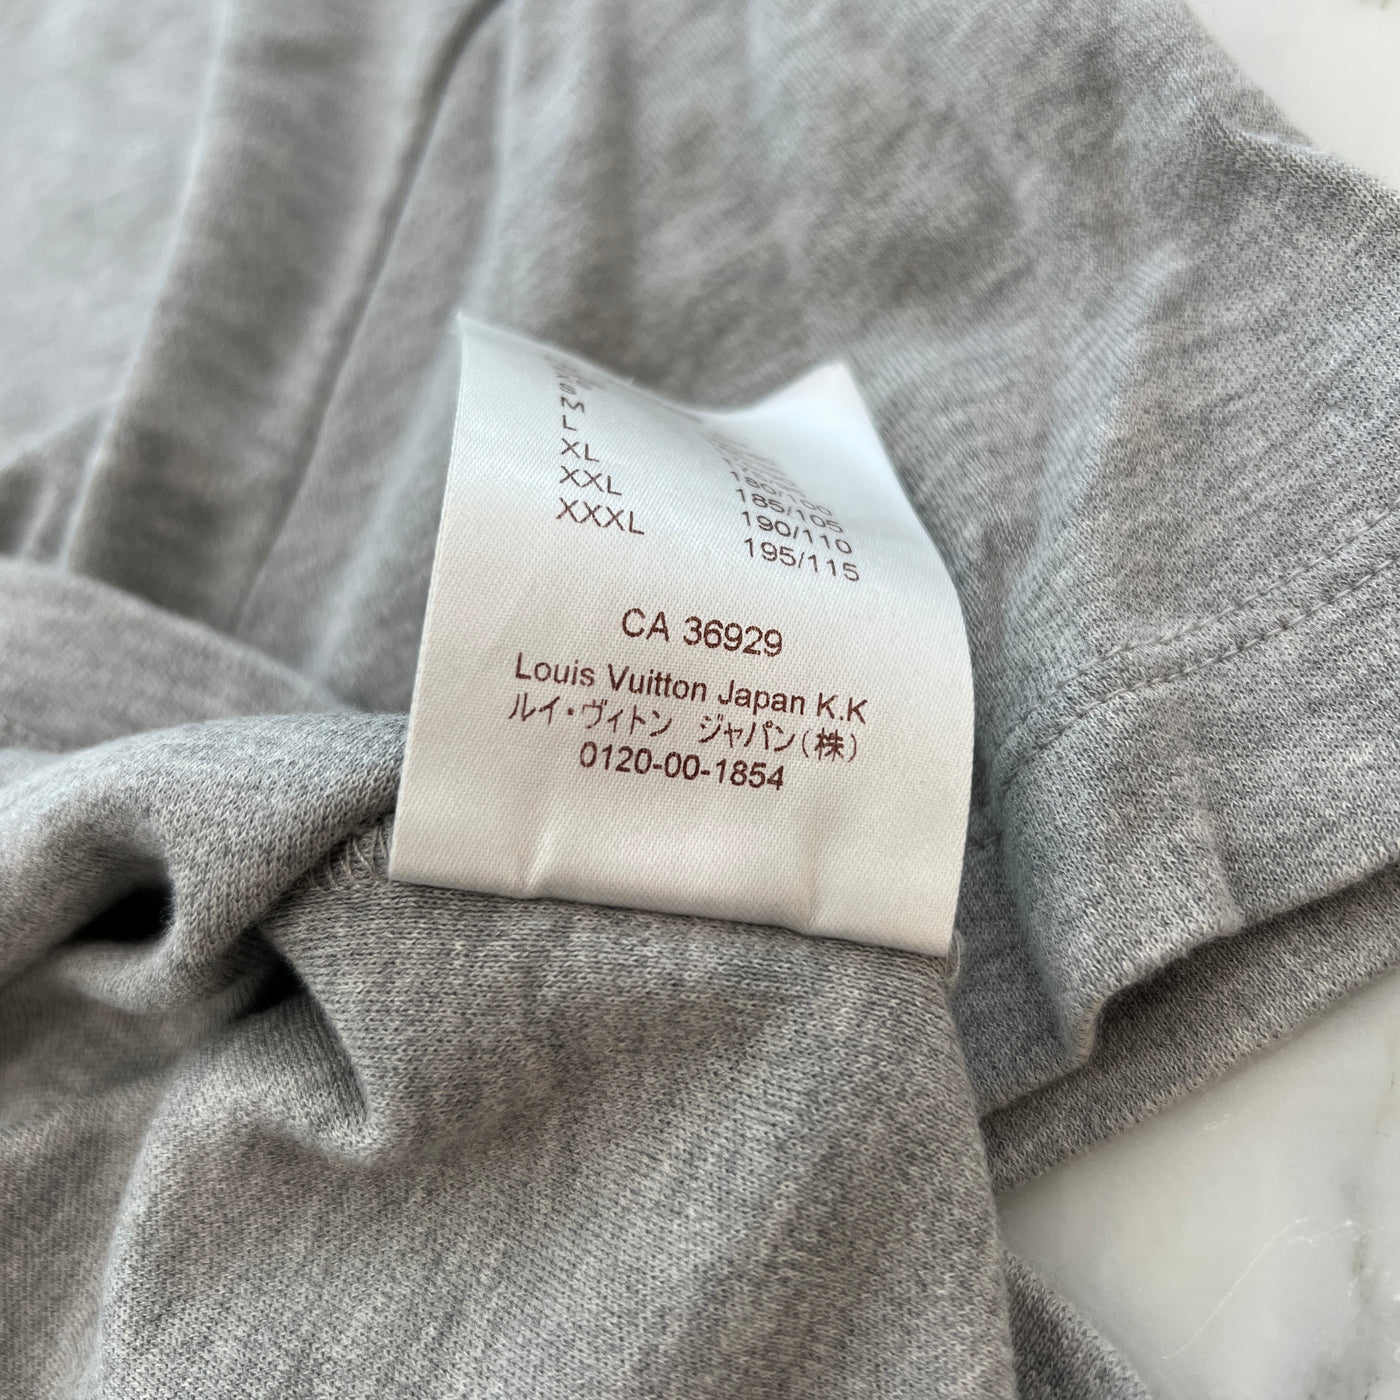 M
L
XL 180/100
XXL 185/105
XXXL 190/110
195/115
CA 36929
Louis Vuitton Japan K.K
ルイ・ヴィトン ジャパン(株)
0120-00-1854